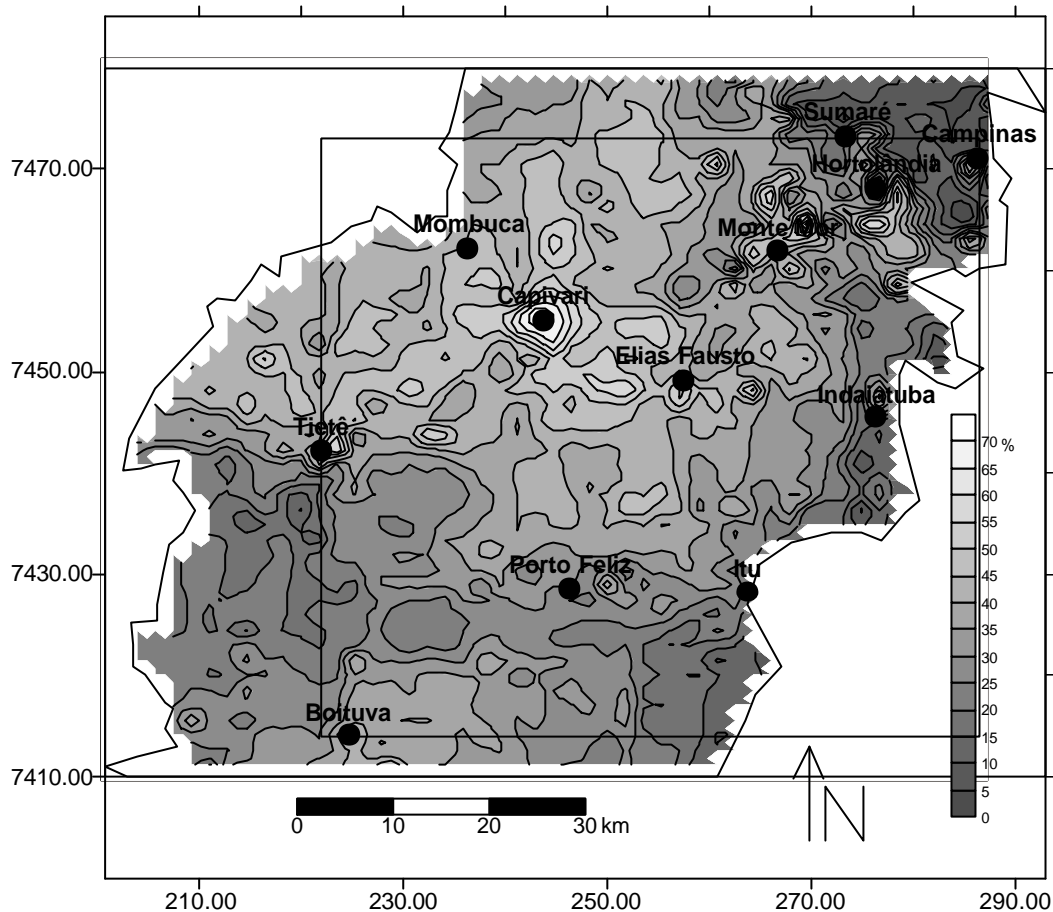 Sumaré
Campinas
7470.00
Hortolândia
Mombuca
Monte Mor
Capivari
Elias Fausto
7450.00
Indaiatuba
Tietê
70 %
65
60
55
50
45
40
35
30
25
20
15
10
5
0
7430.00
Porto Feliz
Itu
Boituva
7410.00
0
10
20
30 km
N
210.00
230.00
250.00
270.00
290.00